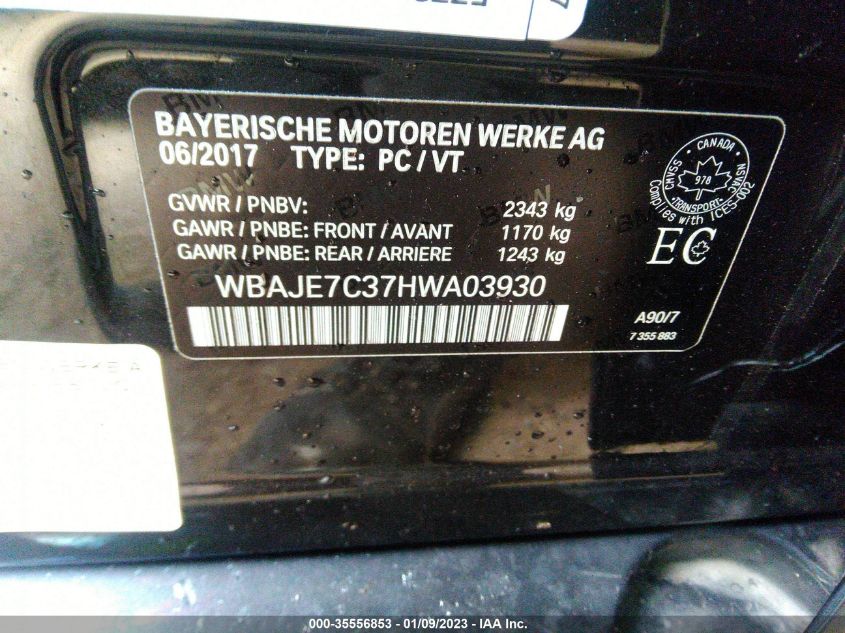 BAYERISCHE MOTOREN WERKE AG
06/2017 TYPE: PC / VT
GVWR / PNBV: 2343 kg
GAWR / PNBE: FRONT / AVANT 1170 kg
GAWR / PNBE: REAR / ARRIERE 1243 kg
WBAJE7C37HWA03930
CANADA
CMVSS NSVAC
978
TRANSPORT
Complies with ICES-002
EC
A90/7
7 355 883
000-35556853 - 01/09/2023 - IAA Inc.